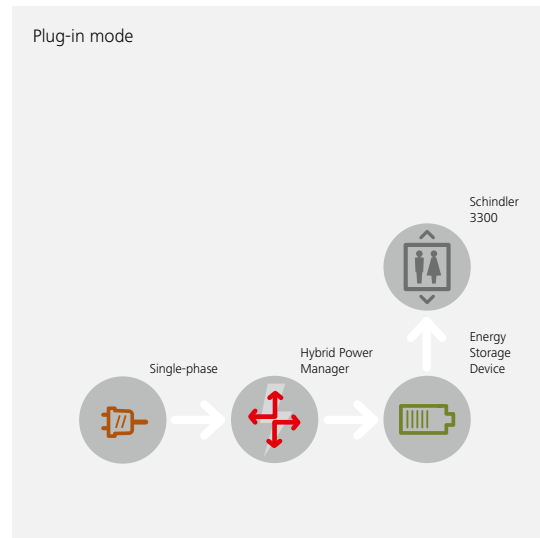 Plug-in mode
Schindler
3300
Energy
Storage
Device
Hybrid Power
Manager
Single-phase